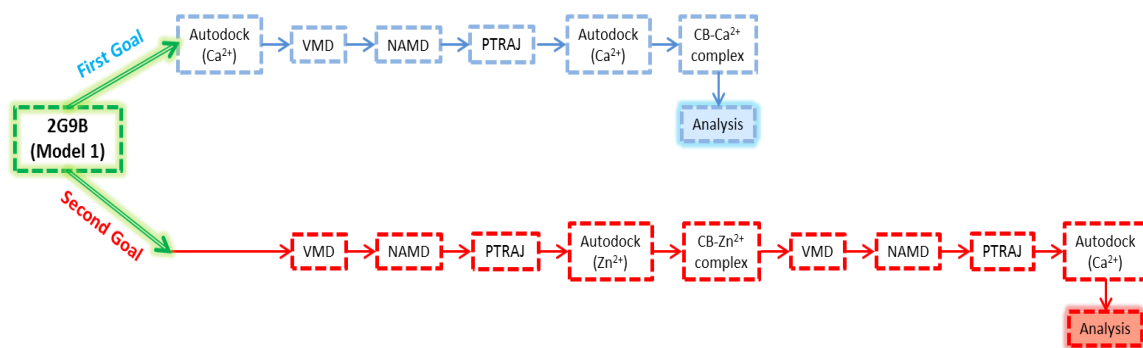 First Goal
Autodock
(Ca²⁺)
VMD
NAMD
PTRAJ
Autodock
(Ca²⁺)
CB-Ca²⁺
complex
Analysis
2G9B
(Model 1)
Second Goal
VMD
NAMD
PTRAJ
Autodock
(Zn²⁺)
CB-Zn²⁺
complex
VMD
NAMD
PTRAJ
Autodock
(Ca²⁺)
Analysis